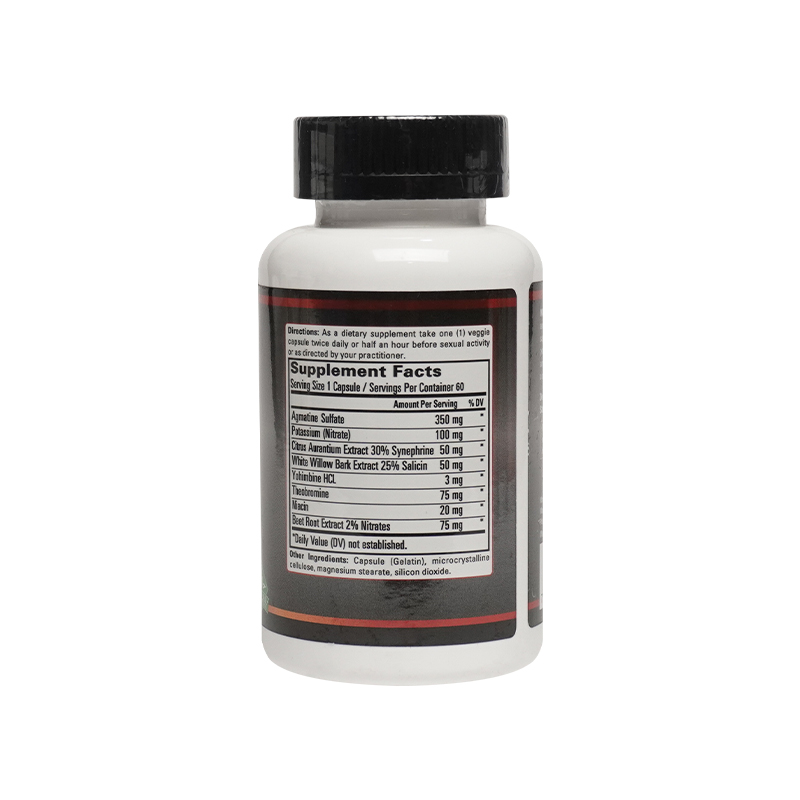 Directions: As a dietary supplement take one (1) veggie
capsule twice daily or half an hour before sexual activity
or as directed by your practitioner.
Supplement Facts
Serving Size 1 Capsule / Servings Per Container 60
Amount Per Serving % DV
Agmatine Sulfate 350 mg *
Potassium (Nitrate) 100 mg *
Citrus Aurantium Extract 30% Synephrine 50 mg *
White Willow Bark Extract 25% Salicin 50 mg *
Yohimbine HCL 3 mg *
Theobromine 75 mg *
Niacin 20 mg *
Beet Root Extract 2% Nitrates 75 mg *
*Daily Value (DV) not established.
Other Ingredients: Capsule (Gelatin), microcrystalline
cellulose, magnesium stearate, silicon dioxide.